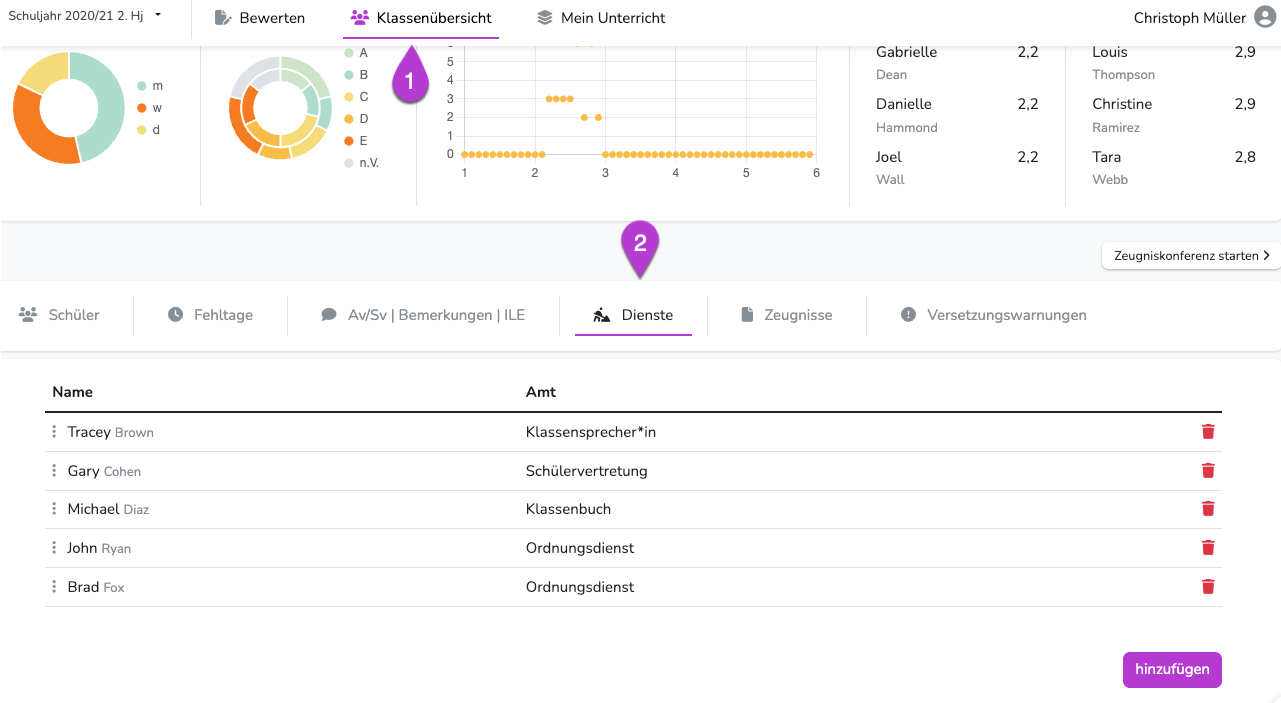 Schuljahr 2020/21 2. Hj
Bewerten
Klassenübersicht
Mein Unterricht
Christoph Müller
m
w
d
A
B
C
D
E
n.V.
1
5
4
3
2
1
0
1 2 3 4 5 6
Gabrielle 2,2
Dean
Danielle 2,2
Hammond
Joel 2,2
Wall
Louis 2,9
Thompson
Christine 2,9
Ramirez
Tara 2,8
Webb
2
Zeugniskonferenz starten
Schüler
Fehltage
Av/Sv | Bemerkungen | ILE
Dienste
Zeugnisse
Versetzungswarnungen
Name Amt
Tracey Brown Klassensprecher*in
Gary Cohen Schülervertretung
Michael Diaz Klassenbuch
John Ryan Ordnungsdienst
Brad Fox Ordnungsdienst
hinzufügen